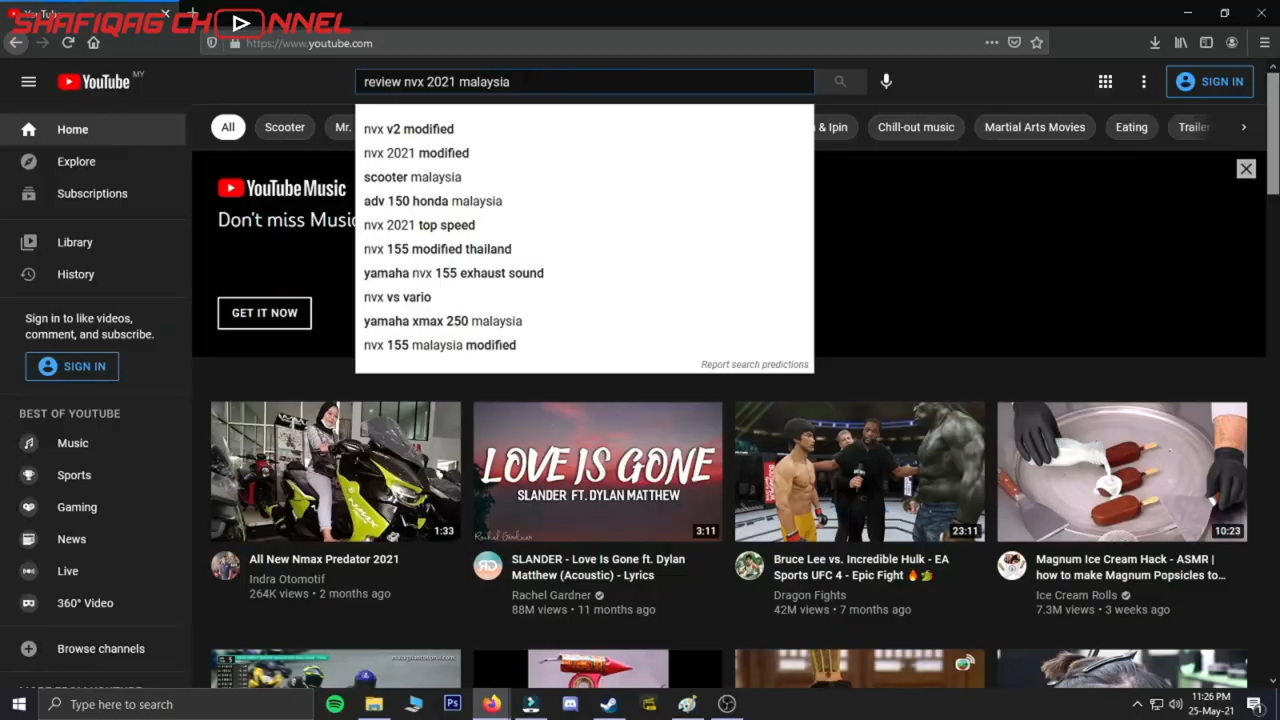 SHAFIQAG CH NNEL
YouTube
https://www.youtube.com
YouTube MY
review nvx 2021 malaysia
SIGN IN
nvx v2 modified
nvx 2021 modified
scooter malaysia
adv 150 honda malaysia
nvx 2021 top speed
nvx 155 modified thailand
yamaha nvx 155 exhaust sound
nvx vs vario
yamaha xmax 250 malaysia
nvx 155 malaysia modified
Report search predictions
All
Scooter
Mr.
& Ipin
Chill-out music
Martial Arts Movies
Eating
Trailer
Home
Explore
Subscriptions
Library
History
Sign in to like videos,
comment, and subscribe.
SIGN IN
BEST OF YOUTUBE
Music
Sports
Gaming
News
Live
360° Video
Browse channels
YouTube Music
Don't miss Music
GET IT NOW
NMAX
1:33
All New Nmax Predator 2021
Indra Otomotif
264K views • 2 months ago
LOVE IS GONE
SLANDER FT. DYLAN MATTHEW
Rachel Gardner
3:11
SLANDER - Love Is Gone ft. Dylan
Matthew (Acoustic) - Lyrics
Rachel Gardner
88M views • 11 months ago
23:11
Bruce Lee vs. Incredible Hulk - EA
Sports UFC 4 - Epic Fight 🔥🐲
Dragon Fights
42M views • 7 months ago
10:23
Magnum Ice Cream Hack - ASMR |
how to make Magnum Popsicles to...
Ice Cream Rolls
7.3M views • 3 weeks ago
Type here to search
Ps
11:26 PM
25-May-21
1